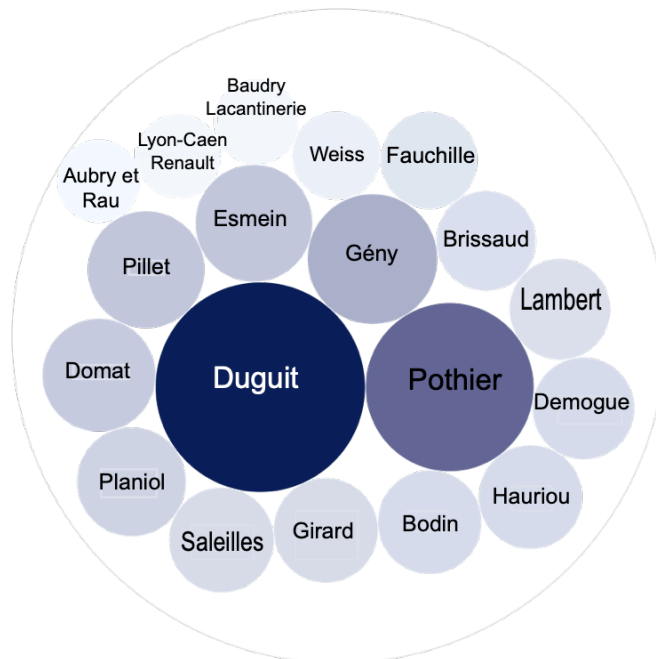 Baudry
Lacantinerie
Lyon-Caen
Renault
Weiss
Fauchille
Aubry et
Rau
Esmein
Brissaud
Pillet
Gény
Lambert
Domat
Duguit
Pothier
Demogue
Planiol
Hauriou
Saleilles
Girard
Bodin